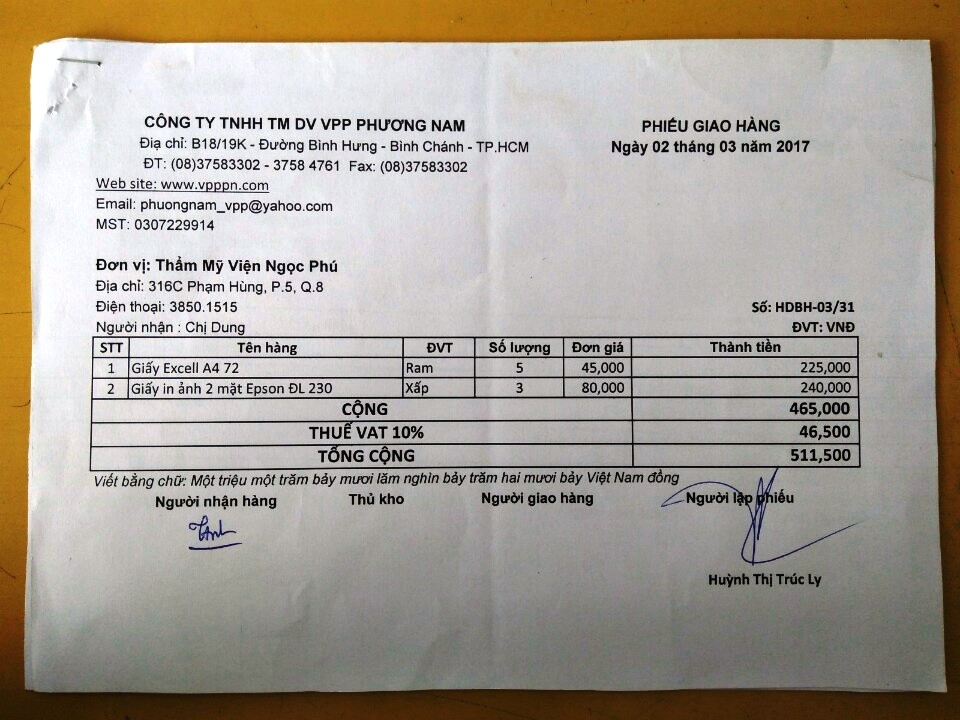 CÔNG TY TNHH TM DV VPP PHƯƠNG NAM
Địa chỉ: B18/19K - Đường Bình Hưng - Bình Chánh - TP.HCM
ĐT: (08)37583302 - 3758 4761 Fax: (08)37583302
Web site: www.vpppn.com
Email: phuongnam_vpp@yahoo.com
MST: 0307229914
PHIẾU GIAO HÀNG
Ngày 02 tháng 03 năm 2017
Đơn vị: Thẩm Mỹ Viện Ngọc Phú
Địa chỉ: 316C Phạm Hùng, P.5, Q.8
Điện thoại: 3850.1515
Người nhận : Chị Dung
Số: HDBH-03/31
ĐVT: VNĐ
STT Tên hàng ĐVT Số lượng Đơn giá Thành tiền
1 Giấy Excell A4 72 Ram 5 45,000 225,000
2 Giấy in ảnh 2 mặt Epson ĐL 230 Xấp 3 80,000 240,000
CỘNG 465,000
THUẾ VAT 10% 46,500
TỔNG CỘNG 511,500
Viết bằng chữ: Một triệu một trăm bảy mươi lăm nghìn bảy trăm hai mươi bảy Việt Nam đồng
Người nhận hàng Thủ kho Người giao hàng Người lập phiếu
Huỳnh Thị Trúc Ly